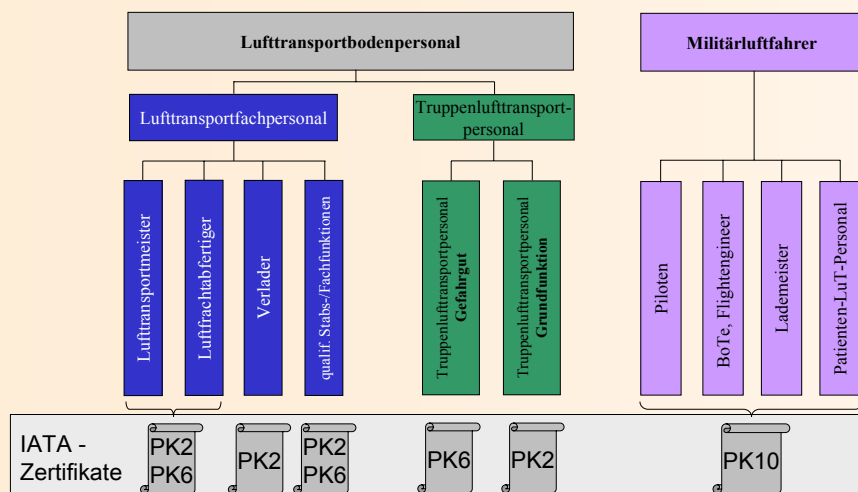 Lufttransportbodenpersonal
Militärluftfahrer
Lufttransportfachpersonal
Truppenlufttransport-
personal
Lufttransportmeister
Luftfrachtabfertiger
Verlader
qualif. Stabs-/Fachfunktionen
Truppenlufttransportpersonal
Gefahrgut
Truppenlufttransportpersonal
Grundfunktion
Piloten
BoTe, Flightengineer
Lademeister
Patienten-LuT-Personal
IATA -
Zertifikate
PK2
PK6
PK2
PK2
PK6
PK6
PK2
PK10